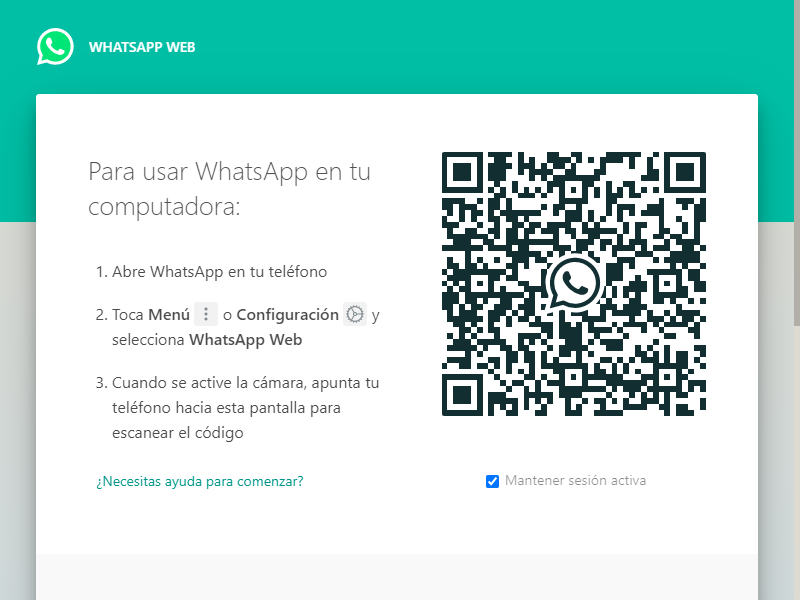 WHATSAPP WEB
Para usar WhatsApp en tu
computadora:
1. Abre WhatsApp en tu teléfono
2. Toca Menú o Configuración y
selecciona WhatsApp Web
3. Cuando se active la cámara, apunta tu
teléfono hacia esta pantalla para
escanear el código
¿Necesitas ayuda para comenzar?
Mantener sesión activa